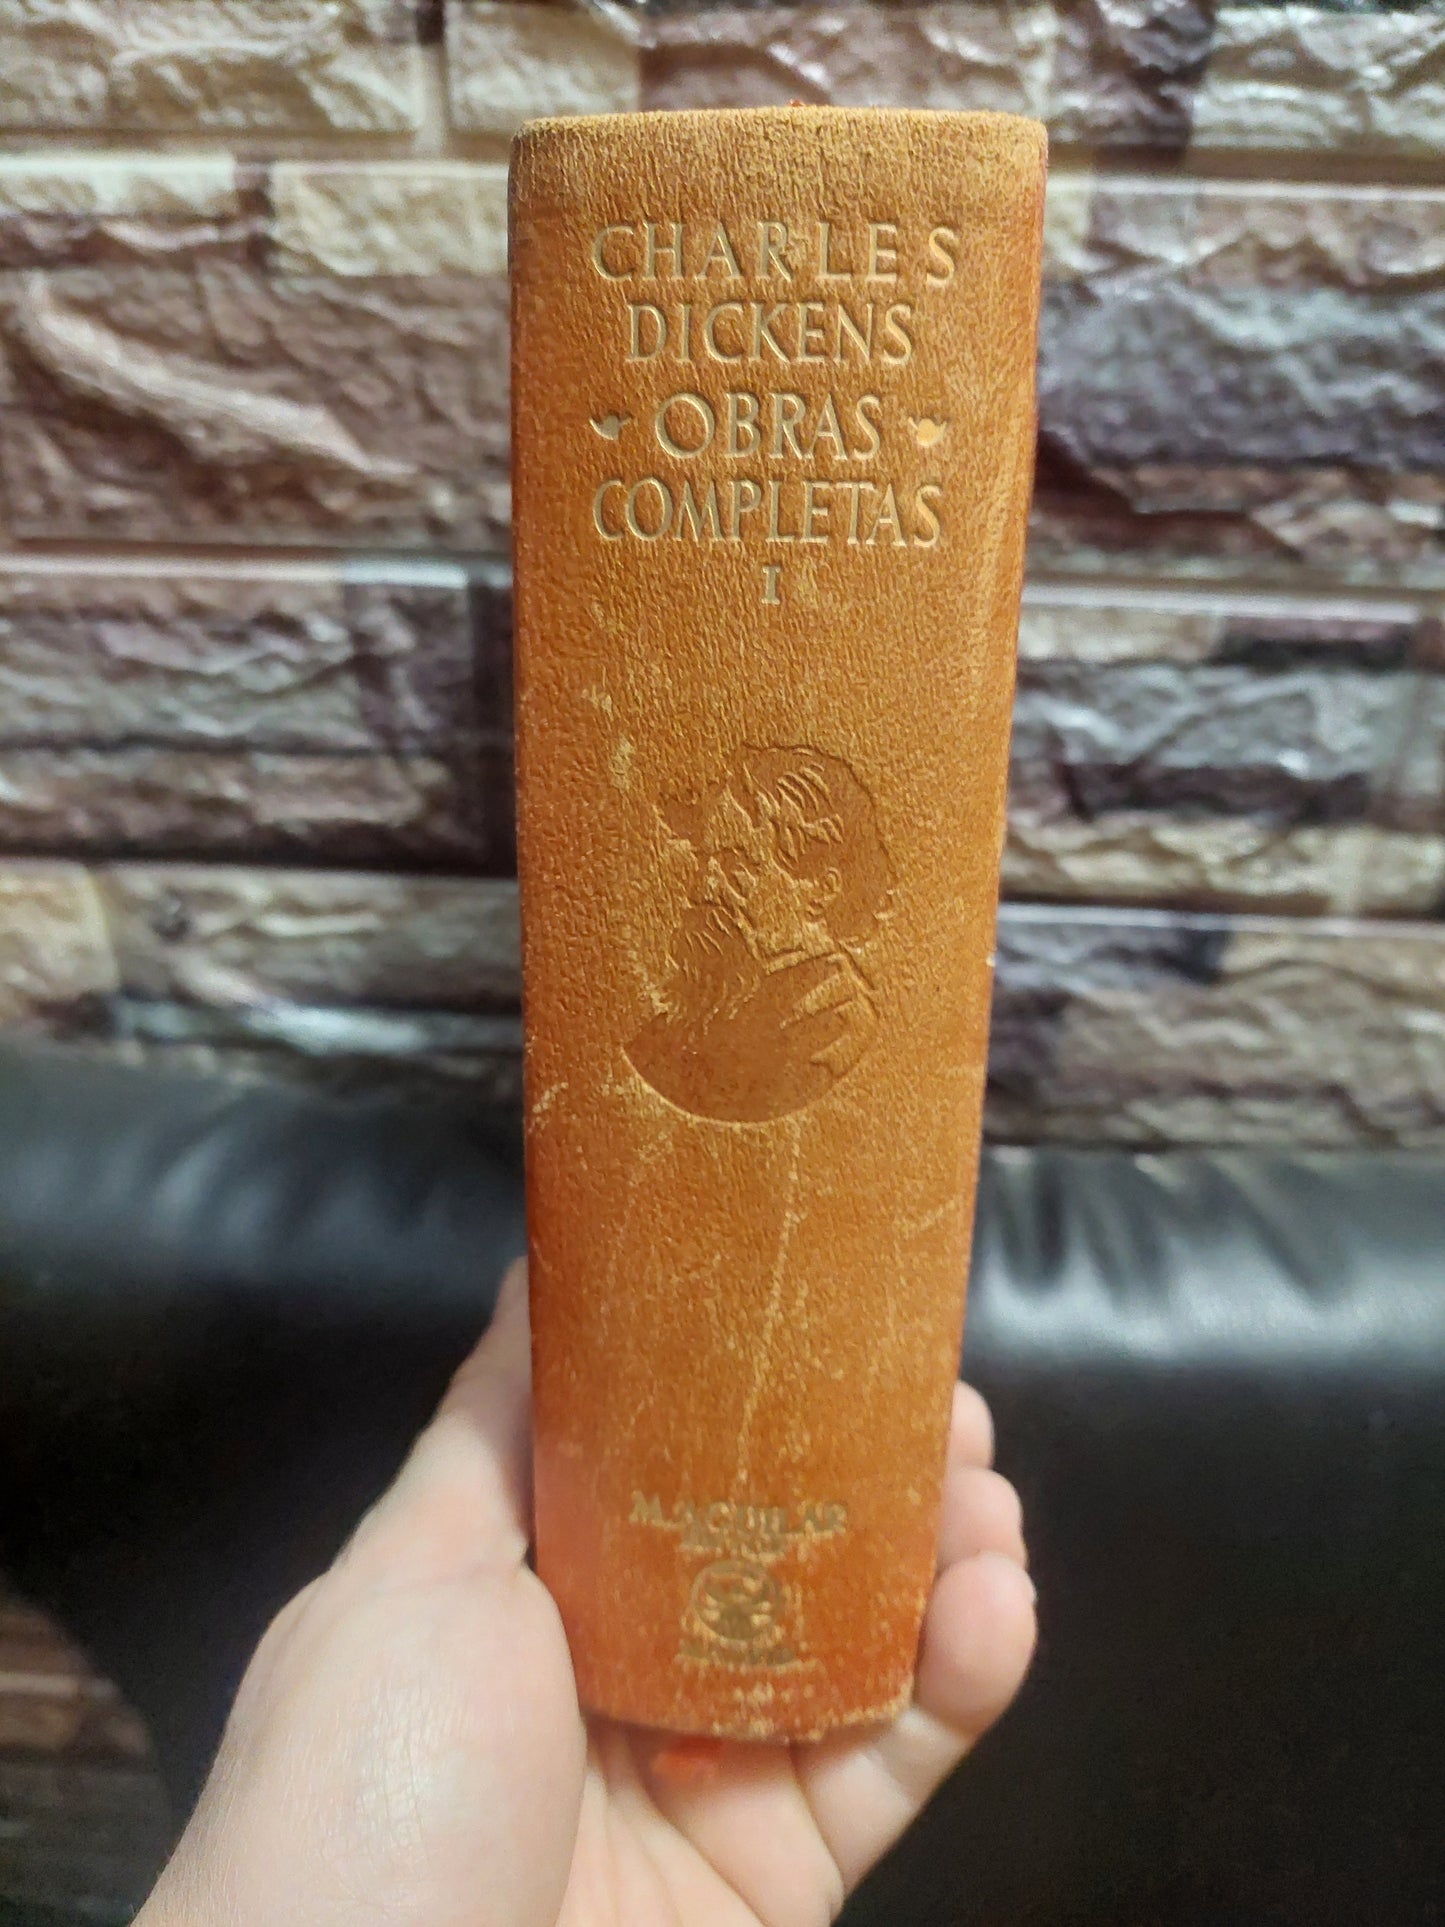 CHARLES
DICKENS
OBRAS
COMPLETAS
I
M. AGUILAR